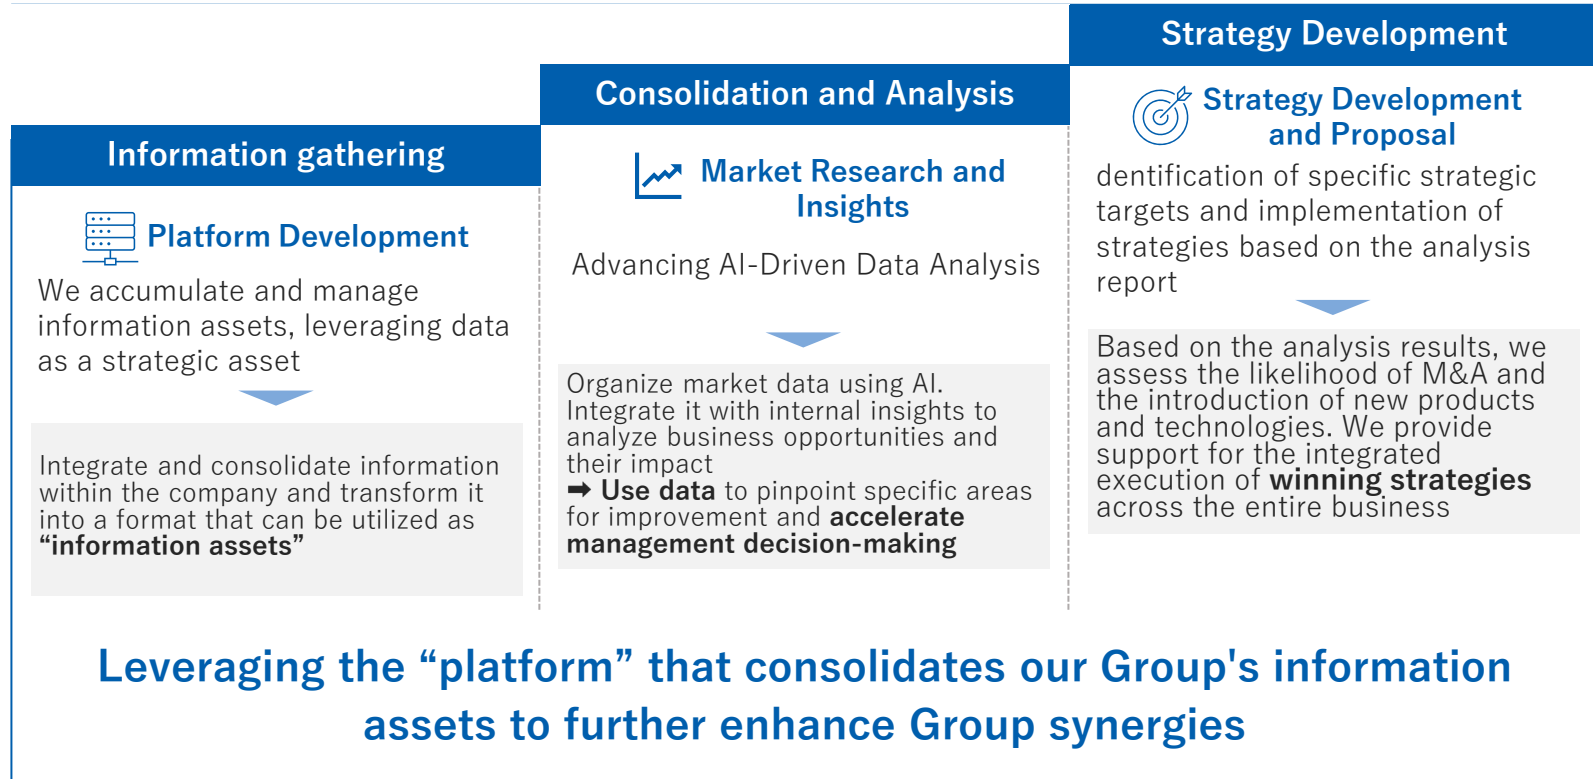 Information gathering
Platform Development
We accumulate and manage
information assets, leveraging data
as a strategic asset
Integrate and consolidate information
within the company and transform it
into a format that can be utilized as
“information assets”
Consolidation and Analysis
Market Research and
Insights
Advancing AI-Driven Data Analysis
Organize market data using AI.
Integrate it with internal insights to
analyze business opportunities and
their impact
➡ Use data to pinpoint specific areas
for improvement and accelerate
management decision-making
Strategy Development
Strategy Development
and Proposal
dentification of specific strategic
targets and implementation of
strategies based on the analysis
report
Based on the analysis results, we
assess the likelihood of M&A and
the introduction of new products
and technologies. We provide
support for the integrated
execution of winning strategies
across the entire business
Leveraging the “platform” that consolidates our Group's information
assets to further enhance Group synergies